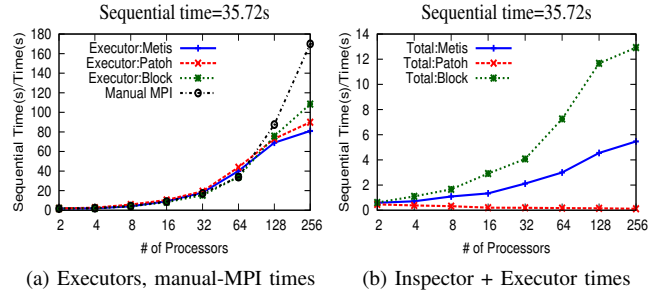 Sequential time=35.72s
Sequential Time(s)/Time(s)
180
160
140
120
100
80
60
40
20
0
Executor:Metis
Executor:Patoh
Executor:Block
Manual MPI
2 4 8 16 32 64 128 256
# of Processors
(a) Executors, manual-MPI times
Sequential time=35.72s
Sequential Time(s)/Time(s)
14
12
10
8
6
4
2
0
Total:Metis
Total:Patoh
Total:Block
2 4 8 16 32 64 128 256
# of Processors
(b) Inspector + Executor times